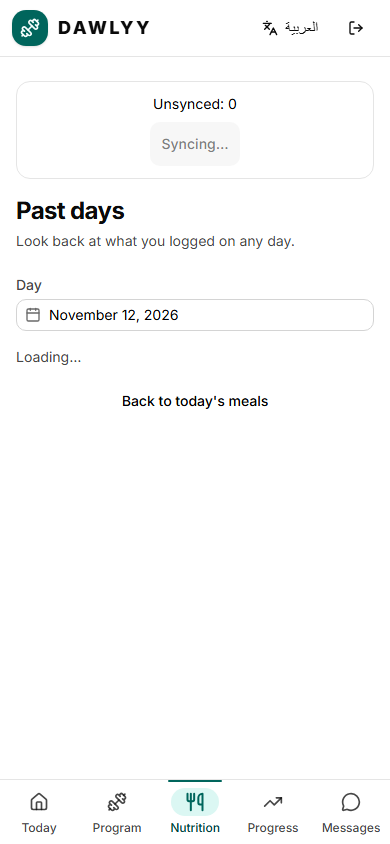 DAWLYY
العربية
Unsynced: 0
Syncing...
Past days
Look back at what you logged on any day.
Day
November 12, 2026
Loading...
Back to today's meals
Today
Program
Nutrition
Progress
Messages